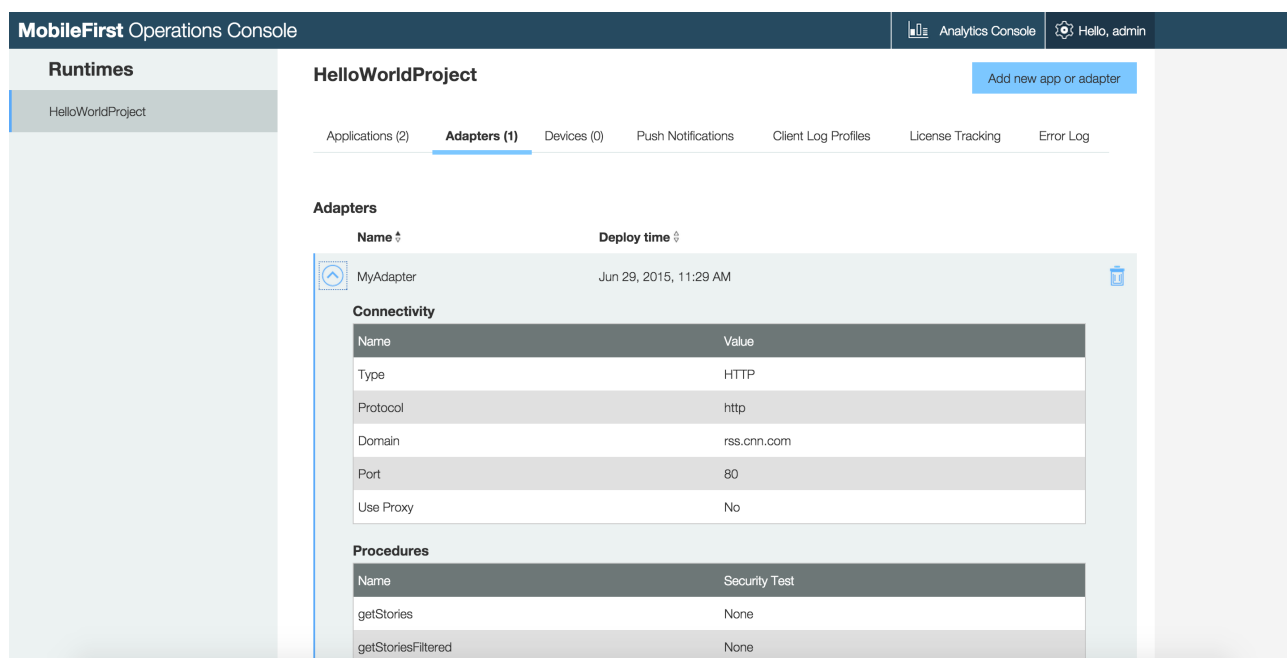 MobileFirst Operations Console Analytics Console Hello, admin
Runtimes
HelloWorldProject
HelloWorldProject Add new app or adapter
Applications (2) Adapters (1) Devices (0) Push Notifications Client Log Profiles License Tracking Error Log
Adapters
Name Deploy time
MyAdapter Jun 29, 2015, 11:29 AM
Connectivity
Name Value
Type HTTP
Protocol http
Domain rss.cnn.com
Port 80
Use Proxy No
Procedures
Name Security Test
getStories None
getStoriesFiltered None